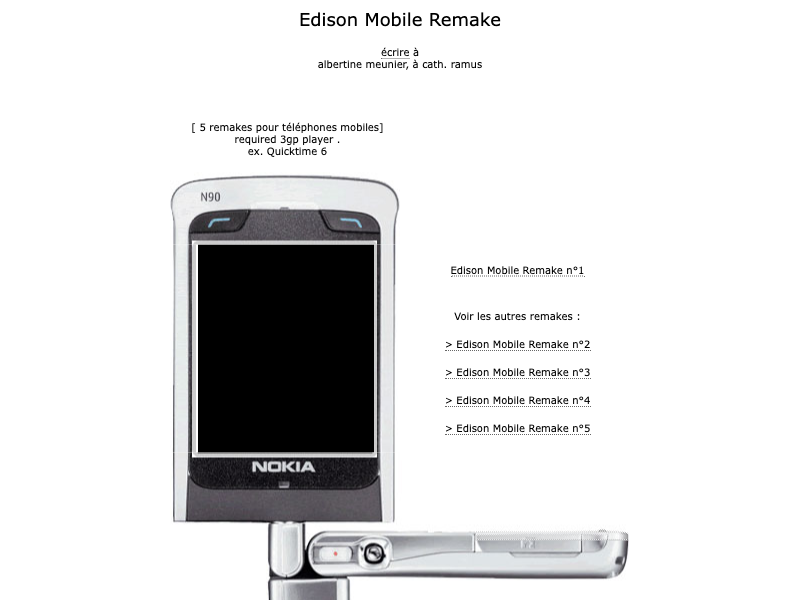 Edison Mobile Remake
écrire à
albertine meunier, à cath. ramus
[ 5 remakes pour téléphones mobiles]
required 3gp player .
ex. Quicktime 6
N90
Edison Mobile Remake n°1
Voir les autres remakes :
> Edison Mobile Remake n°2
> Edison Mobile Remake n°3
> Edison Mobile Remake n°4
> Edison Mobile Remake n°5
NOKIA